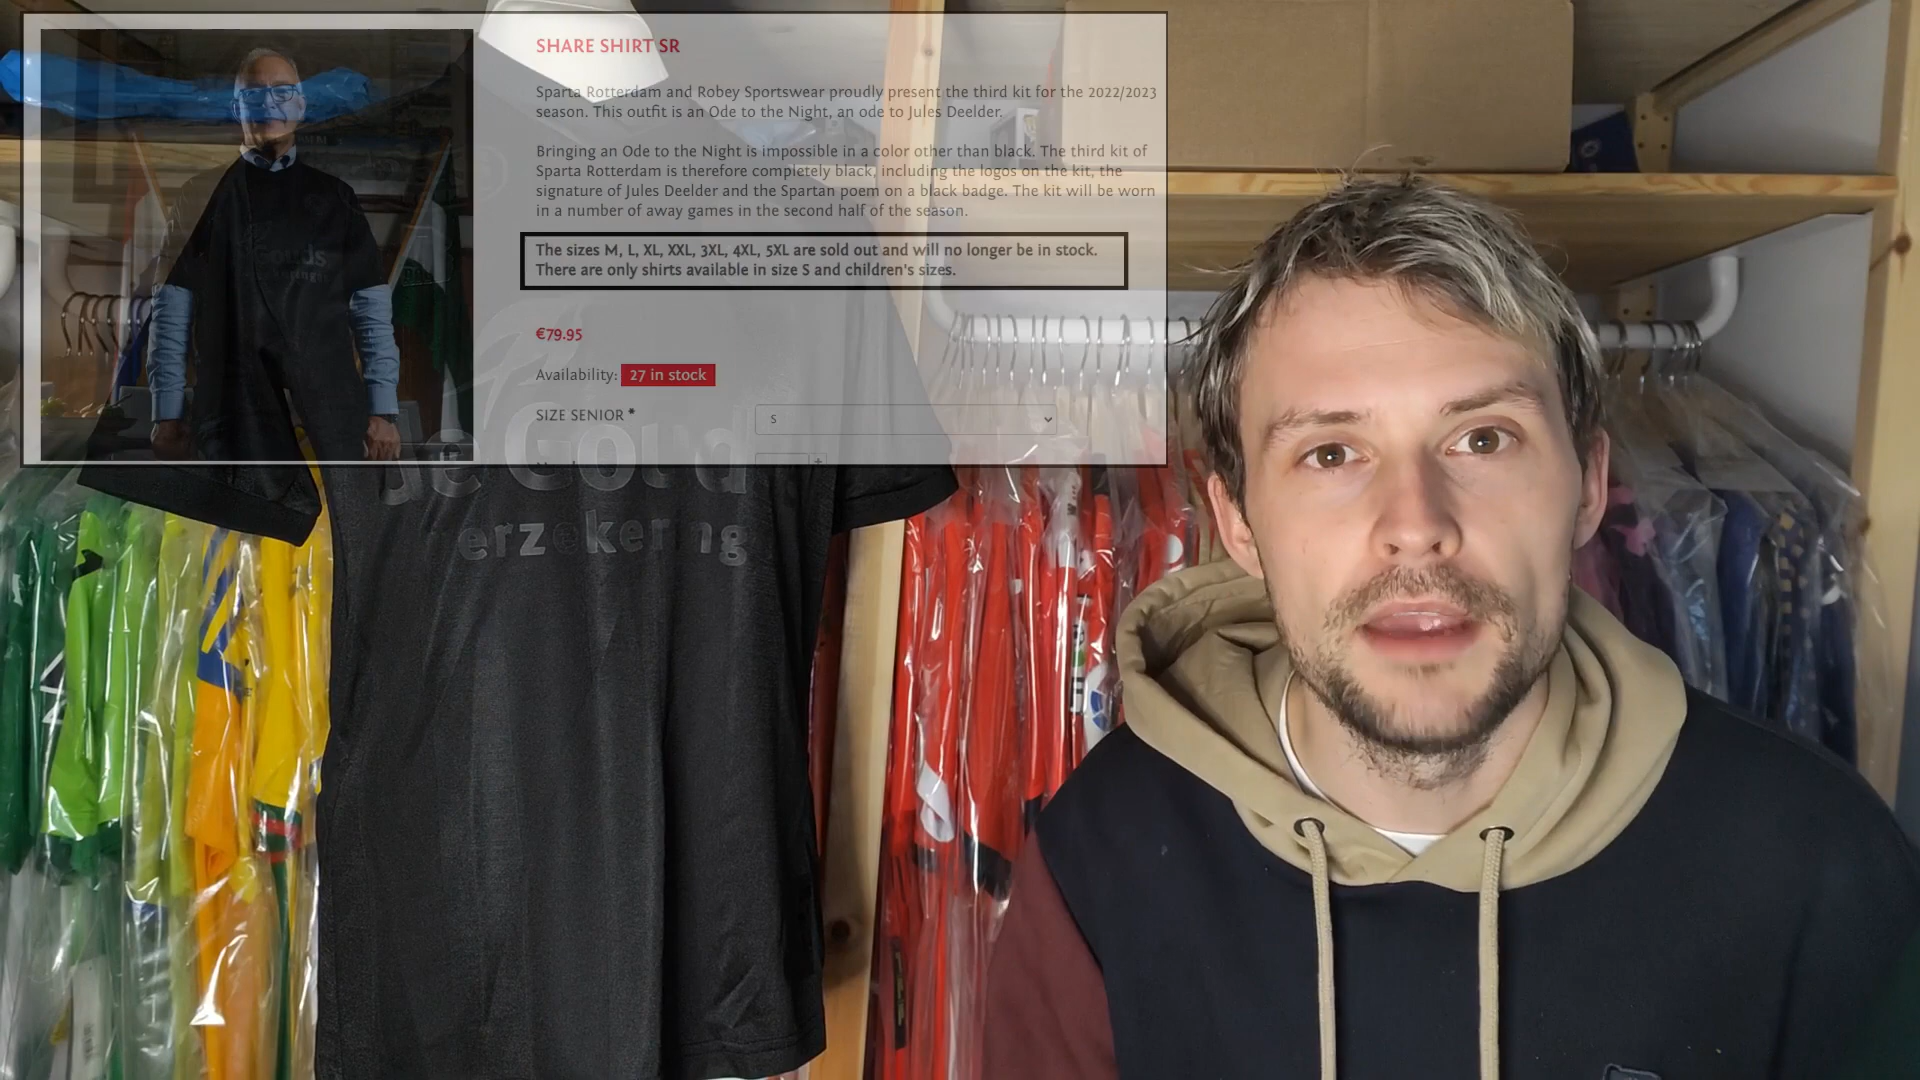 SHARE SHIRT SR
Sparta Rotterdam and Robey Sportswear proudly present the third kit for the 2022/2023
season. This outfit is an Ode to the Night, an ode to Jules Deelder.
Bringing an Ode to the Night is impossible in a color other than black. The third kit of
Sparta Rotterdam is therefore completely black, including the logos on the kit, the
signature of Jules Deelder and the Spartan poem on a black badge. The kit will be worn
in a number of away games in the second half of the season.
The sizes M, L, XL, XXL, 3XL, 4XL, 5XL are sold out and will no longer be in stock.
There are only shirts available in size S and children's sizes.
€79.95
Availability: 27 in stock
SIZE SENIOR * S
+